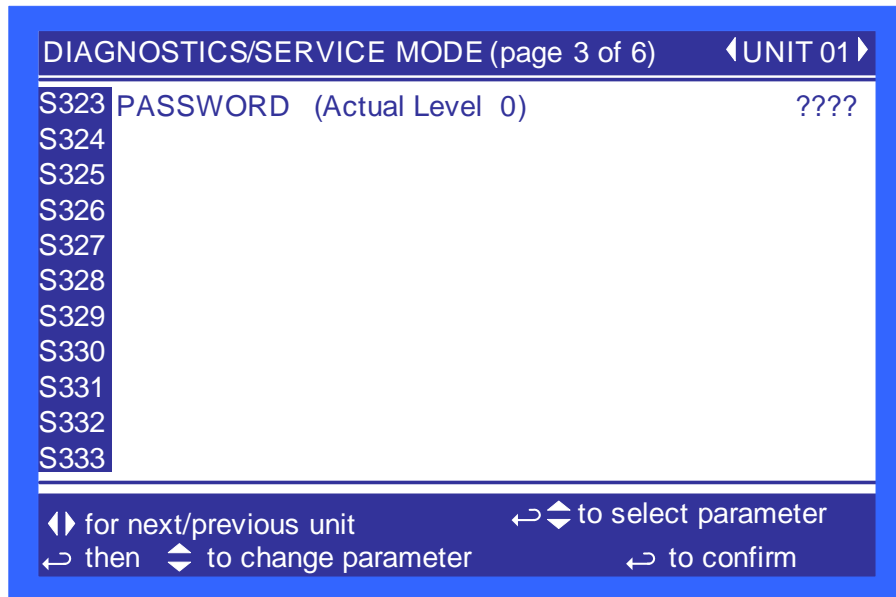 DIAGNOSTICS/SERVICE MODE (page 3 of 6) UNIT 01
S323 PASSWORD (Actual Level 0) ????
S324
S325
S326
S327
S328
S329
S330
S331
S332
S333
for next/previous unit
to select parameter
then to change parameter
to confirm